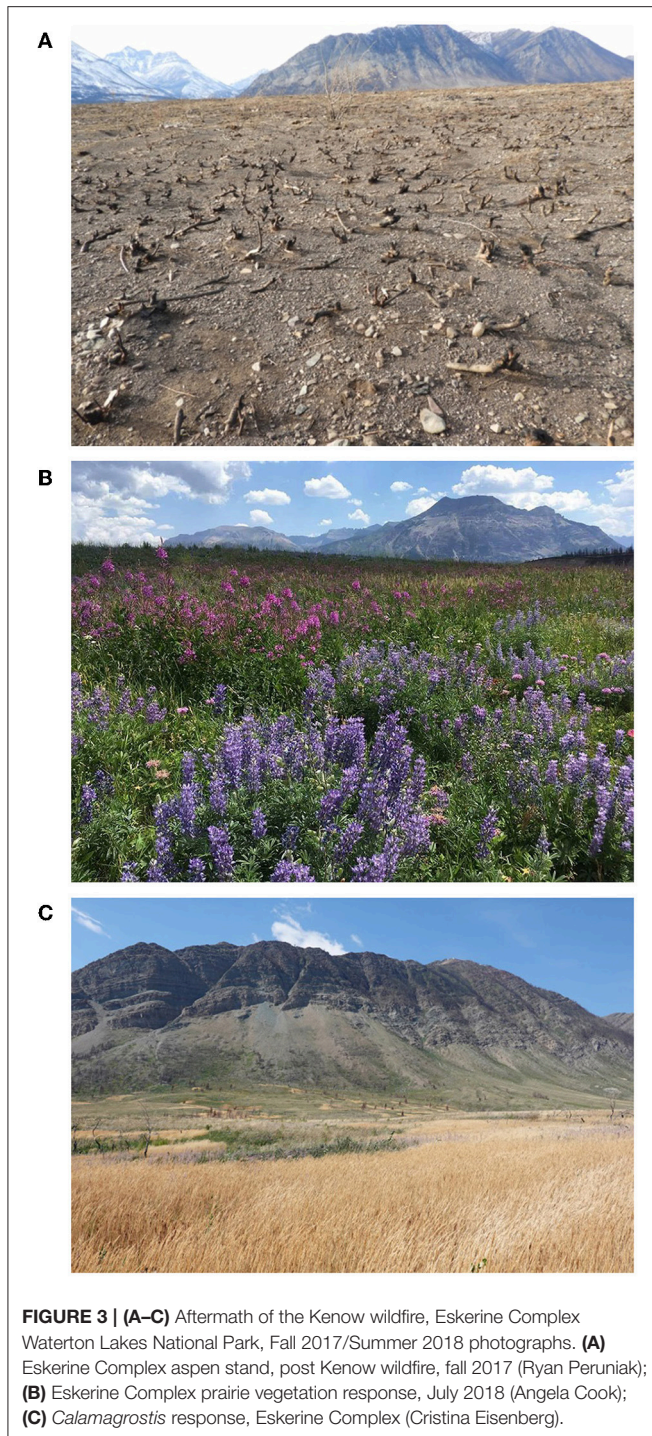 A
B
C
FIGURE 3 | (A–C) Aftermath of the Kenow wildfire, Eskerine Complex
Waterton Lakes National Park, Fall 2017/Summer 2018 photographs. (A)
Eskerine Complex aspen stand, post Kenow wildfire, fall 2017 (Ryan Peruniak);
(B) Eskerine Complex prairie vegetation response, July 2018 (Angela Cook);
(C) Calamagrostis response, Eskerine Complex (Cristina Eisenberg).